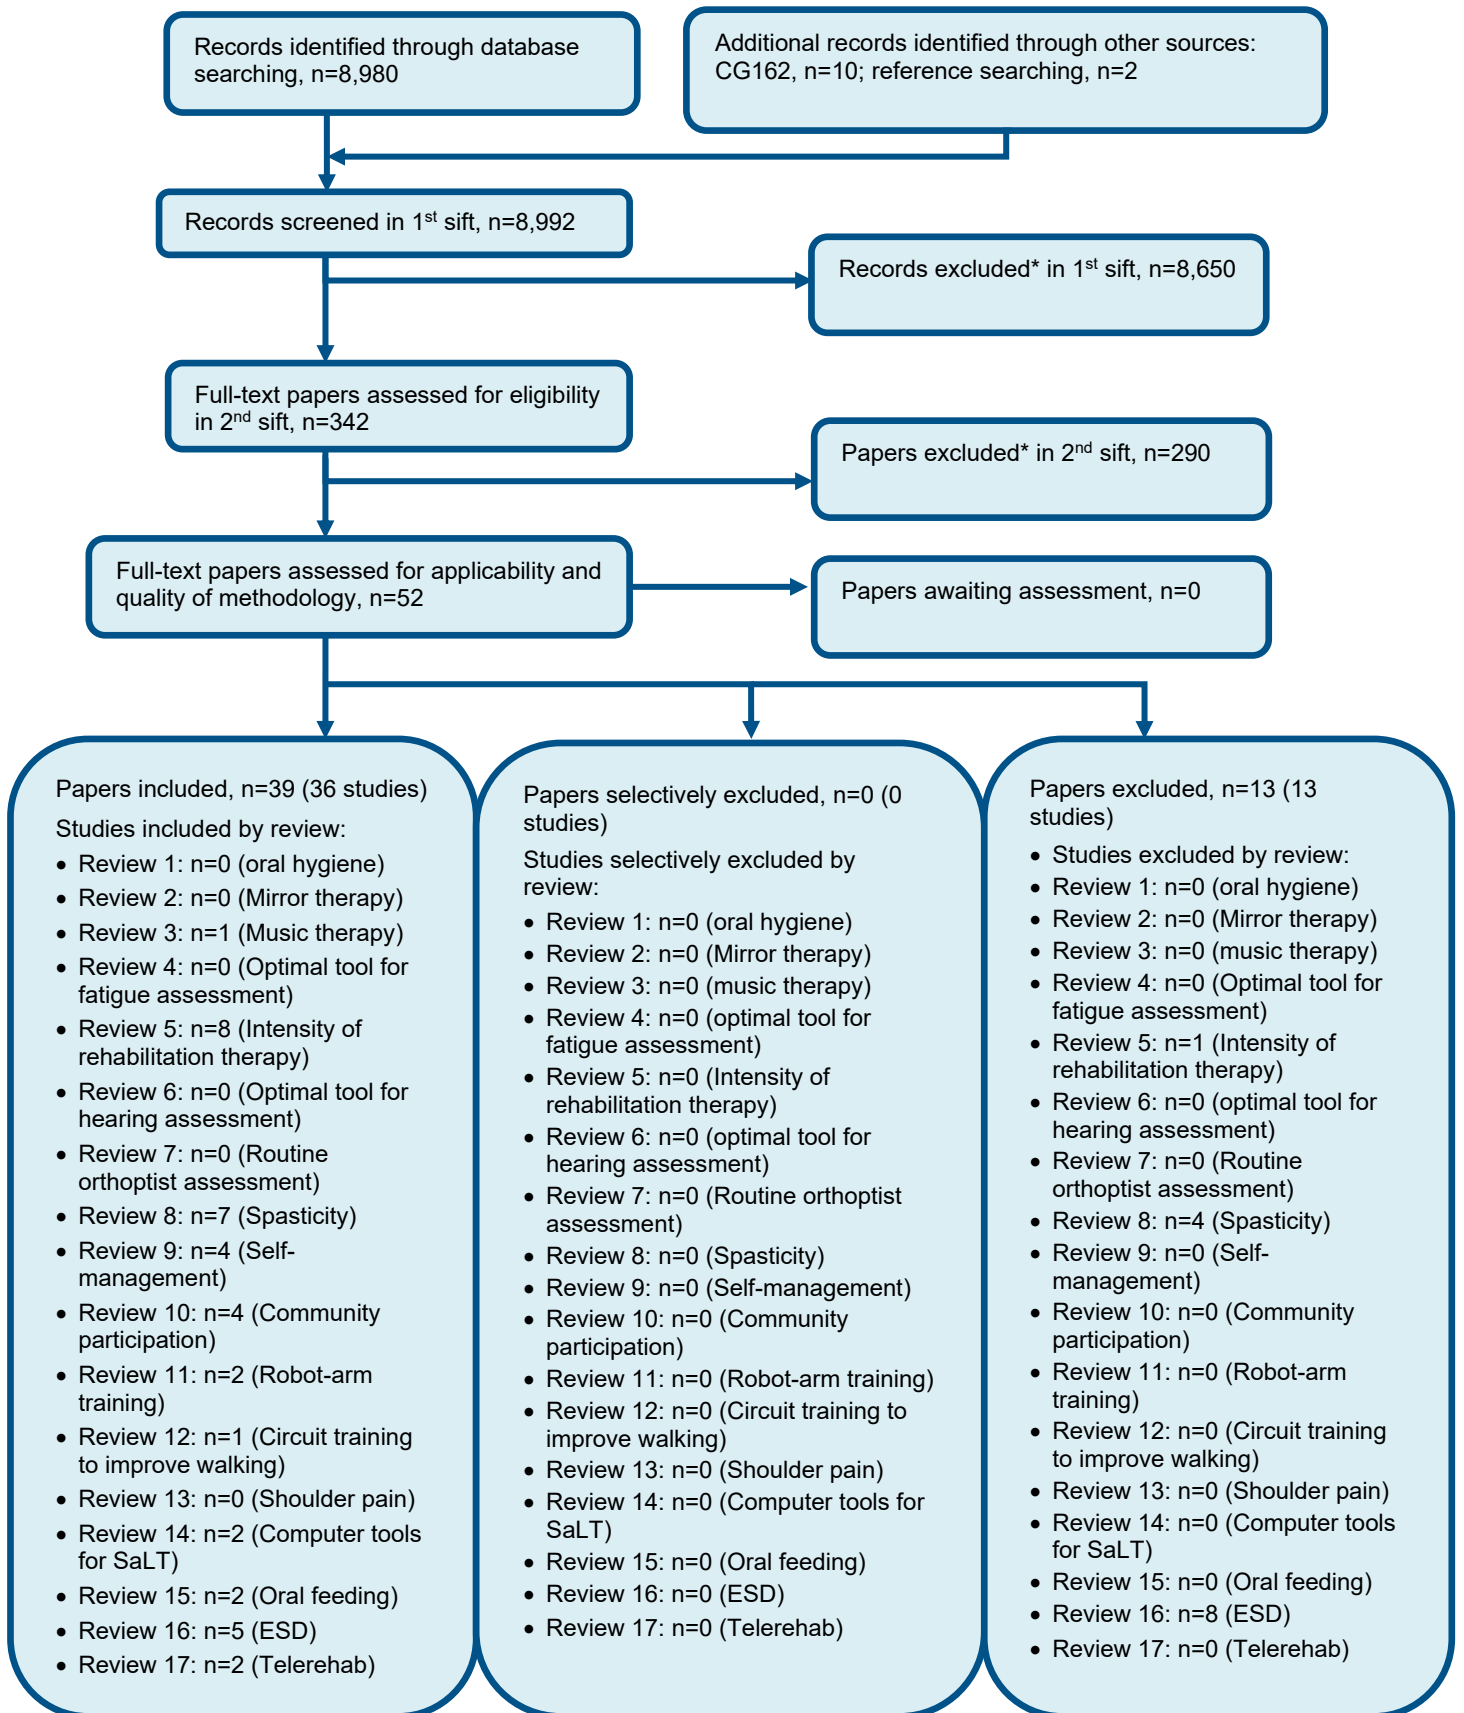 Records identified through database
searching, n=8,980
Additional records identified through other sources:
CG162, n=10; reference searching, n=2
Records screened in 1st sift, n=8,992
Records excluded* in 1st sift, n=8,650
Full-text papers assessed for eligibility
in 2nd sift, n=342
Papers excluded* in 2nd sift, n=290
Full-text papers assessed for applicability and
quality of methodology, n=52
Papers awaiting assessment, n=0
Papers included, n=39 (36 studies)
Studies included by review:
• Review 1: n=0 (oral hygiene)
• Review 2: n=0 (Mirror therapy)
• Review 3: n=1 (Music therapy)
• Review 4: n=0 (Optimal tool for
fatigue assessment)
• Review 5: n=8 (Intensity of
rehabilitation therapy)
• Review 6: n=0 (Optimal tool for
hearing assessment)
• Review 7: n=0 (Routine
orthoptist assessment)
• Review 8: n=7 (Spasticity)
• Review 9: n=4 (Self-
management)
• Review 10: n=4 (Community
participation)
• Review 11: n=2 (Robot-arm
training)
• Review 12: n=1 (Circuit training
to improve walking)
• Review 13: n=0 (Shoulder pain)
• Review 14: n=2 (Computer tools
for SaLT)
• Review 15: n=2 (Oral feeding)
• Review 16: n=5 (ESD)
• Review 17: n=2 (Telerehab)
Papers selectively excluded, n=0 (0
studies)
Studies selectively excluded by
review:
• Review 1: n=0 (oral hygiene)
• Review 2: n=0 (Mirror therapy)
• Review 3: n=0 (music therapy)
• Review 4: n=0 (optimal tool for
fatigue assessment)
• Review 5: n=0 (Intensity of
rehabilitation therapy)
• Review 6: n=0 (optimal tool for
hearing assessment)
• Review 7: n=0 (Routine orthoptist
assessment)
• Review 8: n=0 (Spasticity)
• Review 9: n=0 (Self-management)
• Review 10: n=0 (Community
participation)
• Review 11: n=0 (Robot-arm training)
• Review 12: n=0 (Circuit training to
improve walking)
• Review 13: n=0 (Shoulder pain)
• Review 14: n=0 (Computer tools for
SaLT)
• Review 15: n=0 (Oral feeding)
• Review 16: n=0 (ESD)
• Review 17: n=0 (Telerehab)
Papers excluded, n=13 (13
studies)
• Studies excluded by review:
• Review 1: n=0 (oral hygiene)
• Review 2: n=0 (Mirror therapy)
• Review 3: n=0 (music therapy)
• Review 4: n=0 (Optimal tool for
fatigue assessment)
• Review 5: n=1 (Intensity of
rehabilitation therapy)
• Review 6: n=0 (optimal tool for
hearing assessment)
• Review 7: n=0 (Routine
orthoptist assessment)
• Review 8: n=4 (Spasticity)
• Review 9: n=0 (Self-
management)
• Review 10: n=0 (Community
participation)
• Review 11: n=0 (Robot-arm
training)
• Review 12: n=0 (Circuit training
to improve walking)
• Review 13: n=0 (Shoulder pain)
• Review 14: n=0 (Computer tools
for SaLT)
• Review 15: n=0 (Oral feeding)
• Review 16: n=8 (ESD)
• Review 17: n=0 (Telerehab)